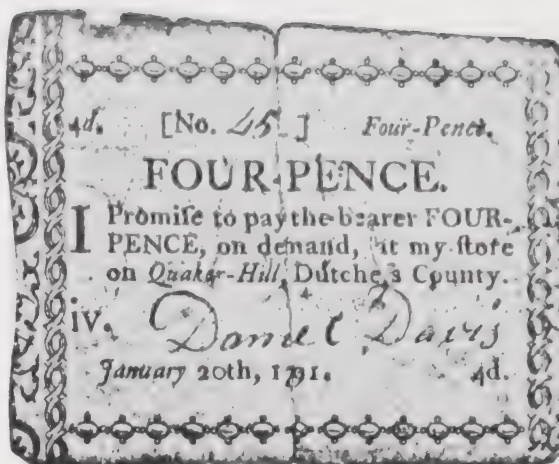 4d. [No. 45.] Four-Pence.
FOUR-PENCE.
I Promiſe to pay the bearer FOUR-
PENCE, on demand, at my ſtore
on Quaker-Hill, Dutcheſs County.
iv. Daniel Davis
January 20th, 1791. 4d.